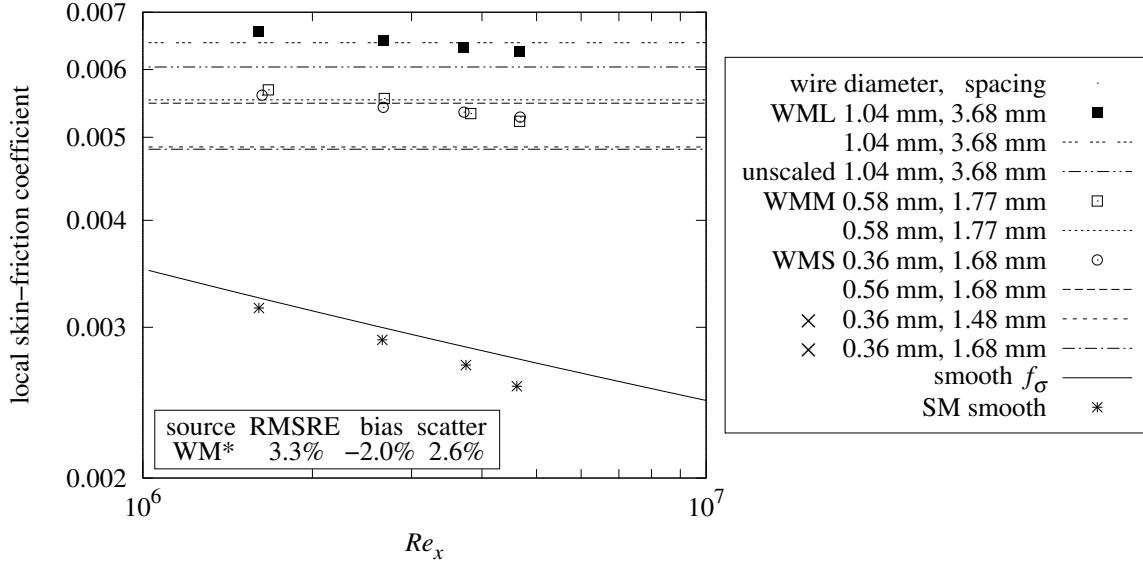 0.007
0.006
0.005
0.004
0.003
0.002
local skin−friction coefficient
10^6
10^7
Re_x
source RMSRE bias scatter
WM* 3.3% −2.0% 2.6%
wire diameter, spacing
WML 1.04 mm, 3.68 mm
1.04 mm, 3.68 mm
unscaled 1.04 mm, 3.68 mm
WMM 0.58 mm, 1.77 mm
0.58 mm, 1.77 mm
WMS 0.36 mm, 1.68 mm
0.56 mm, 1.68 mm
× 0.36 mm, 1.48 mm
× 0.36 mm, 1.68 mm
smooth f_σ
SM smooth